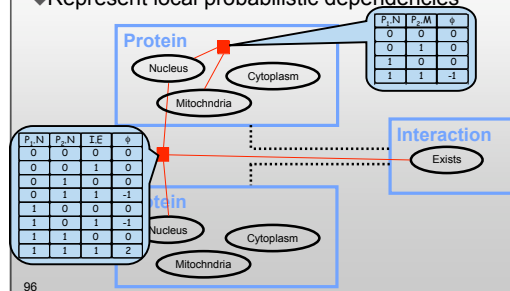 Represent local probabilistic dependencies
Protein
Nucleus
Cytoplasm
Mitochndria
P₁.N P₂.M ϕ
0 0 0
0 1 0
1 0 0
1 1 -1
Interaction
Exists
P₁.N P₂.N I.E ϕ
0 0 0 0
0 0 1 0
0 1 0 0
0 1 1 -1
1 0 0 0
1 0 1 -1
1 1 0 0
1 1 1 2
tein
Nucleus
Cytoplasm
Mitochndria
96